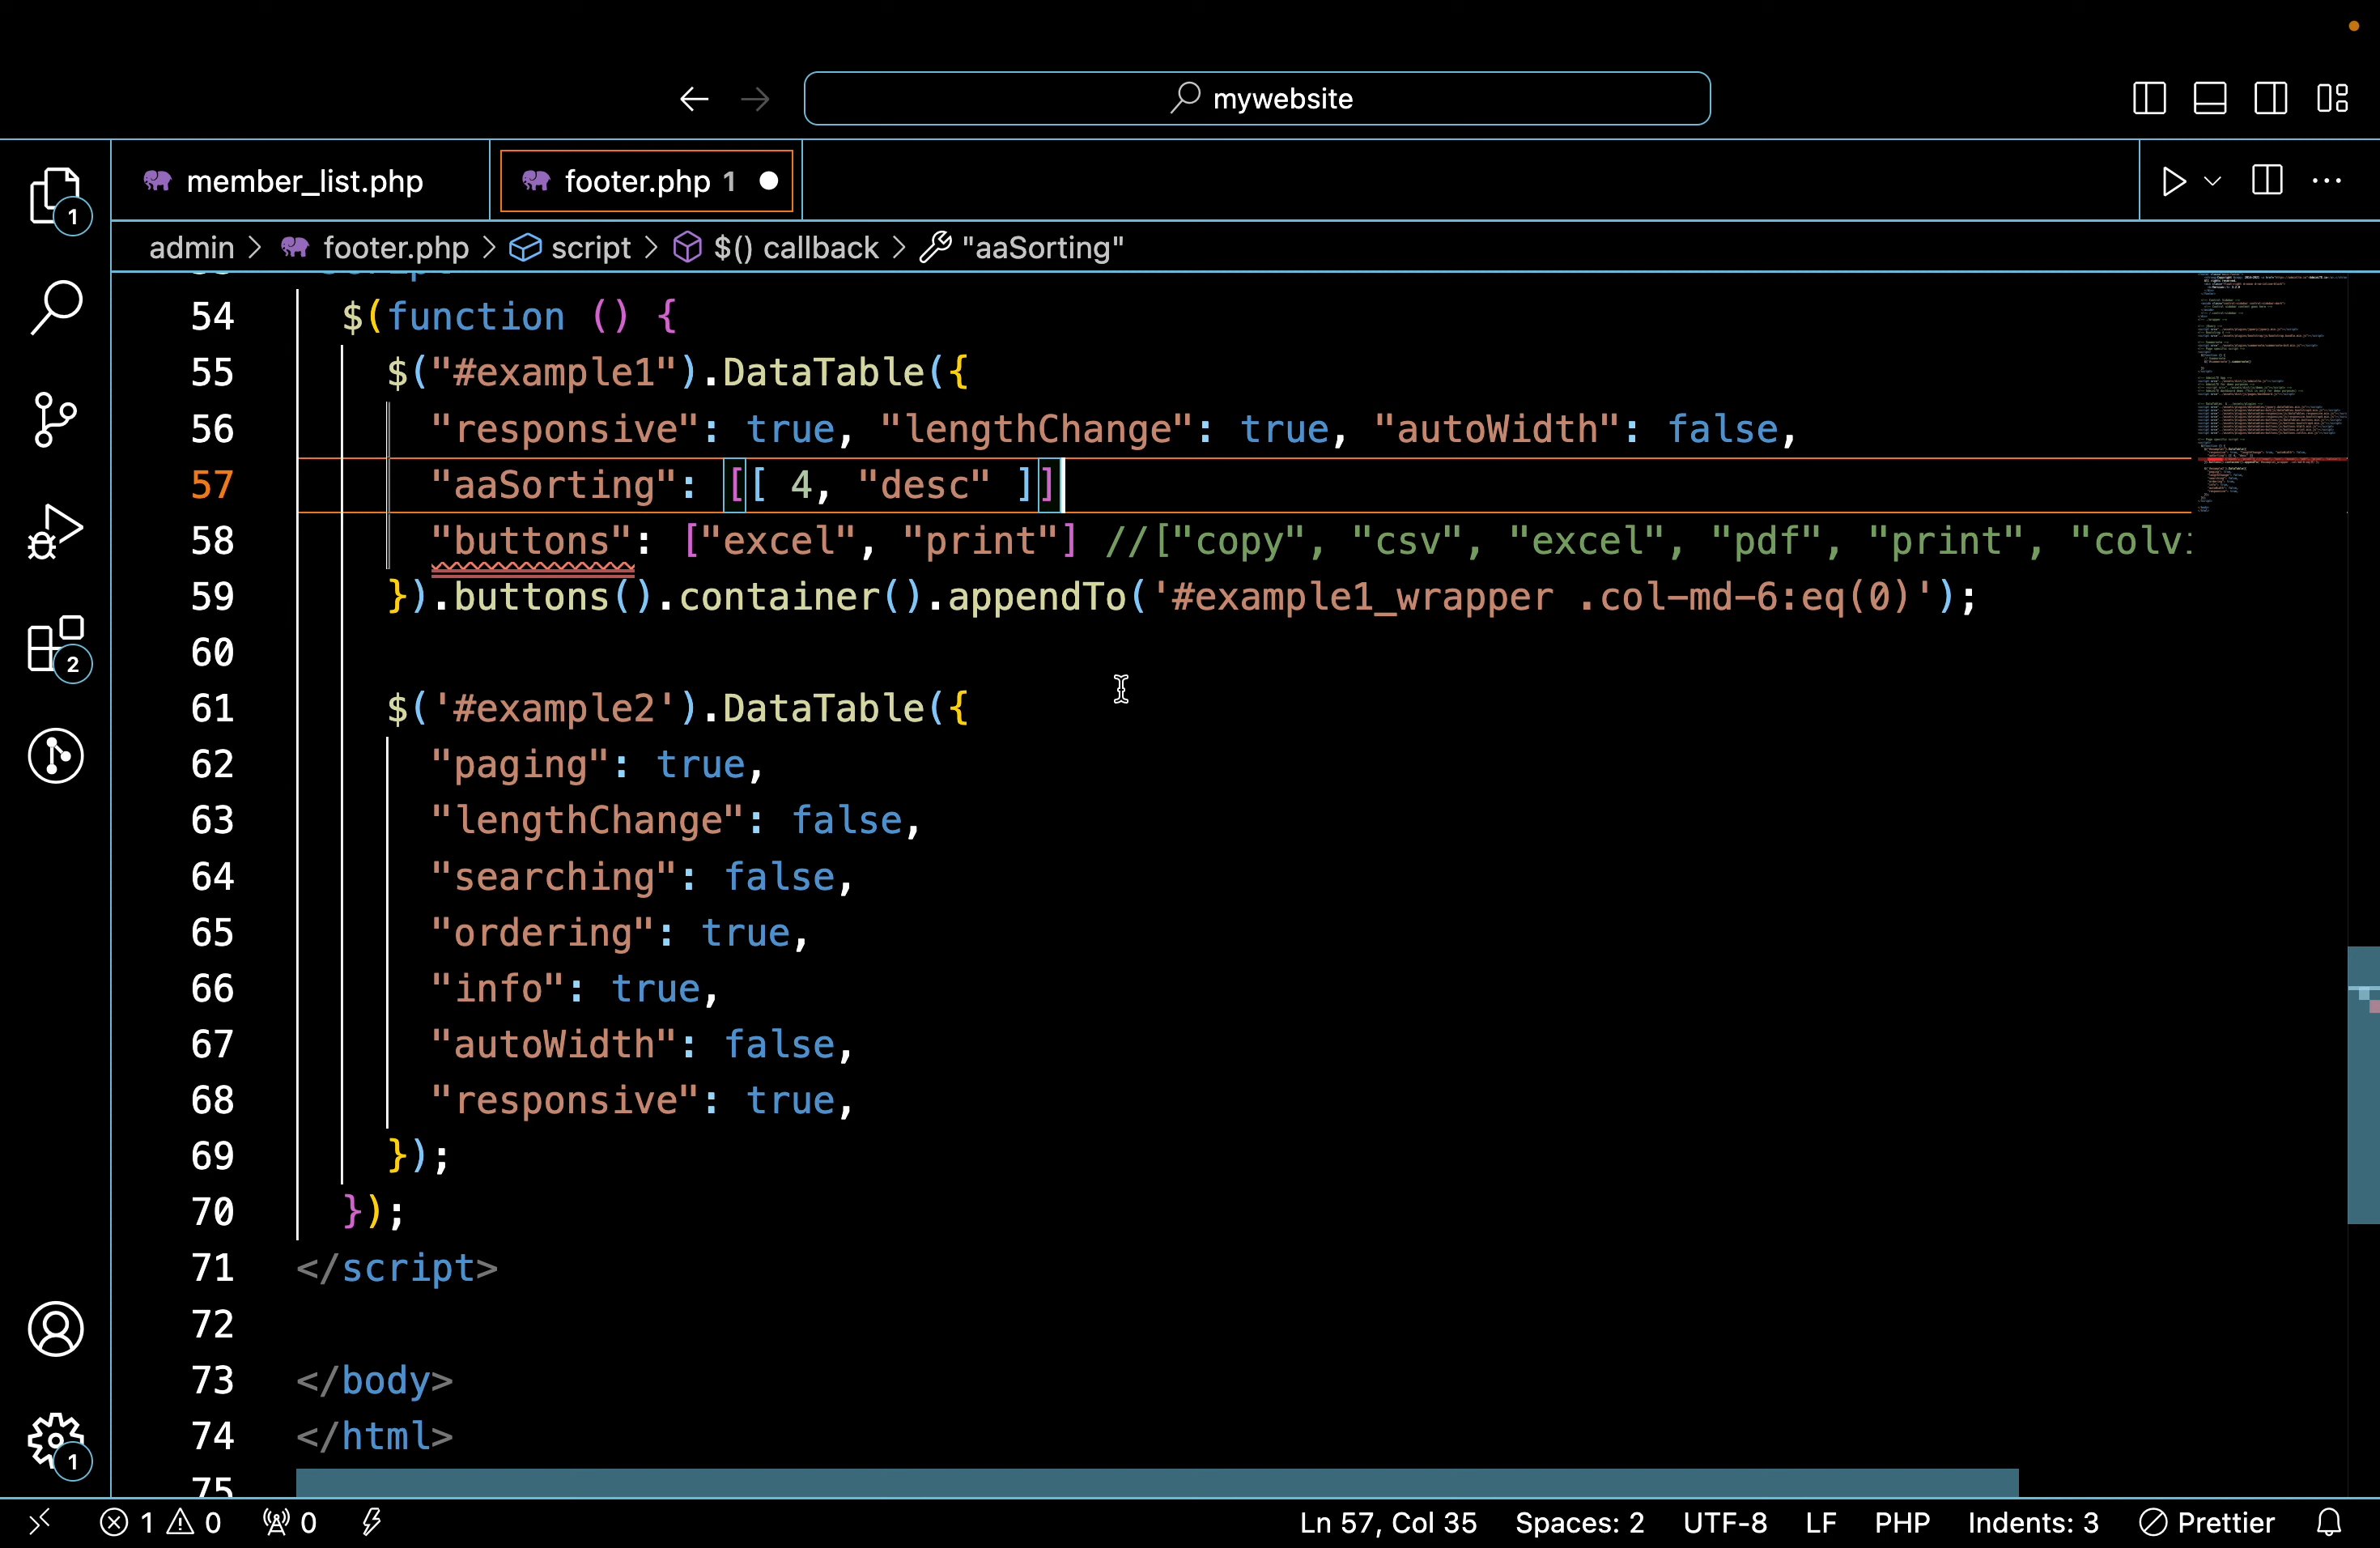 mywebsite
member_list.php
footer.php 1
admin > footer.php > script > $() callback > "aaSorting"
54 $(function () {
55 $("#example1").DataTable({
56 "responsive": true, "lengthChange": true, "autoWidth": false,
57 "aaSorting": [[ 4, "desc" ]]
58 "buttons": ["excel", "print"] //["copy", "csv", "excel", "pdf", "print", "colvi
59 }).buttons().container().appendTo('#example1_wrapper .col-md-6:eq(0)');
60
61 $('#example2').DataTable({
62 "paging": true,
63 "lengthChange": false,
64 "searching": false,
65 "ordering": true,
66 "info": true,
67 "autoWidth": false,
68 "responsive": true,
69 });
70 });
71 </script>
72
73 </body>
74 </html>
75
1
2
1
1 0 0 Ln 57, Col 35 Spaces: 2 UTF-8 LF PHP Indents: 3 Prettier